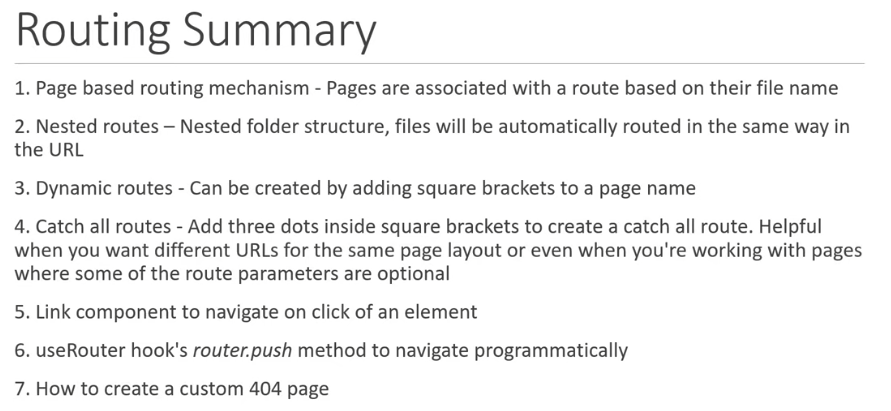 Routing Summary
1. Page based routing mechanism - Pages are associated with a route based on their file name
2. Nested routes – Nested folder structure, files will be automatically routed in the same way in
the URL
3. Dynamic routes - Can be created by adding square brackets to a page name
4. Catch all routes - Add three dots inside square brackets to create a catch all route. Helpful
when you want different URLs for the same page layout or even when you're working with pages
where some of the route parameters are optional
5. Link component to navigate on click of an element
6. useRouter hook's router.push method to navigate programmatically
7. How to create a custom 404 page